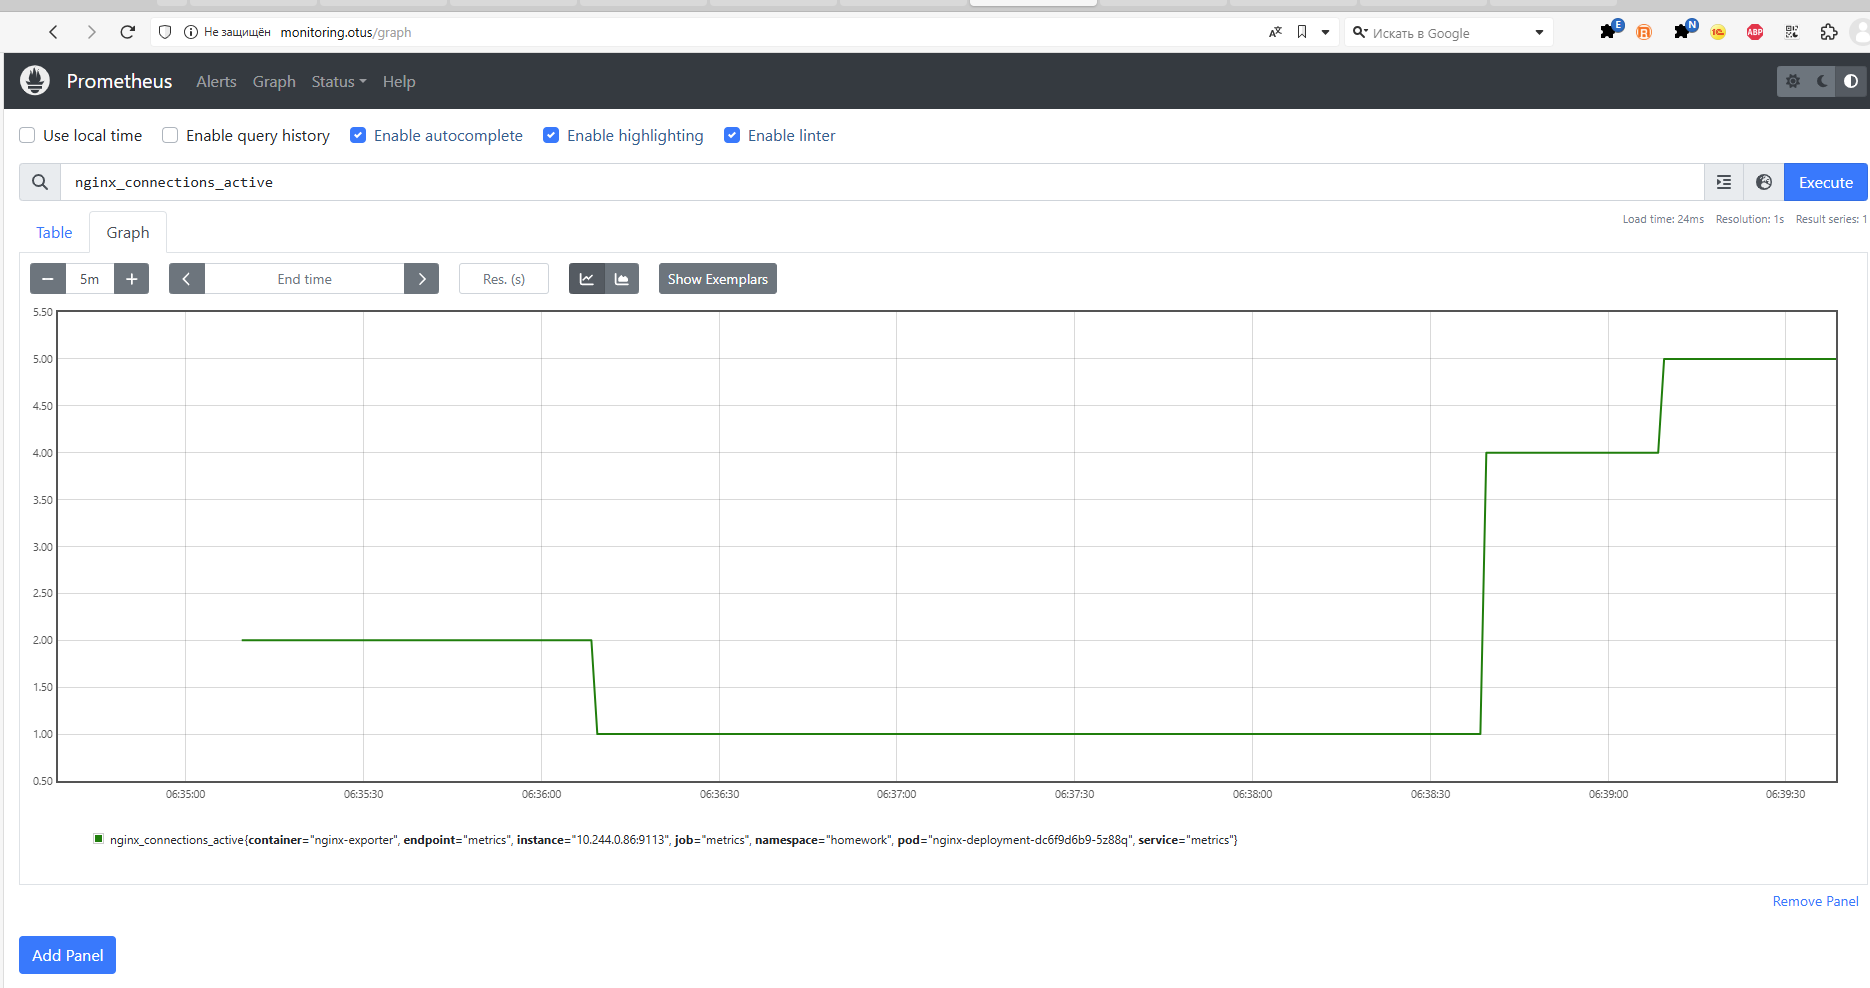 Не защищён monitoring.otus/graph Искать в Google E N
Prometheus Alerts Graph Status Help
Use local time Enable query history Enable autocomplete Enable highlighting Enable linter
nginx_connections_active Execute
Load time: 24ms Resolution: 1s Result series: 1
Table Graph
5m End time Res. (s) Show Exemplars
5.50
5.00
4.50
4.00
3.50
3.00
2.50
2.00
1.50
1.00
0.50
06:35:00 06:35:30 06:36:00 06:36:30 06:37:00 06:37:30 06:38:00 06:38:30 06:39:00 06:39:30
nginx_connections_active{container="nginx-exporter", endpoint="metrics", instance="10.244.0.86:9113", job="metrics", namespace="homework", pod="nginx-deployment-dc6f9d6b9-5z88q", service="metrics"}
Remove Panel
Add Panel